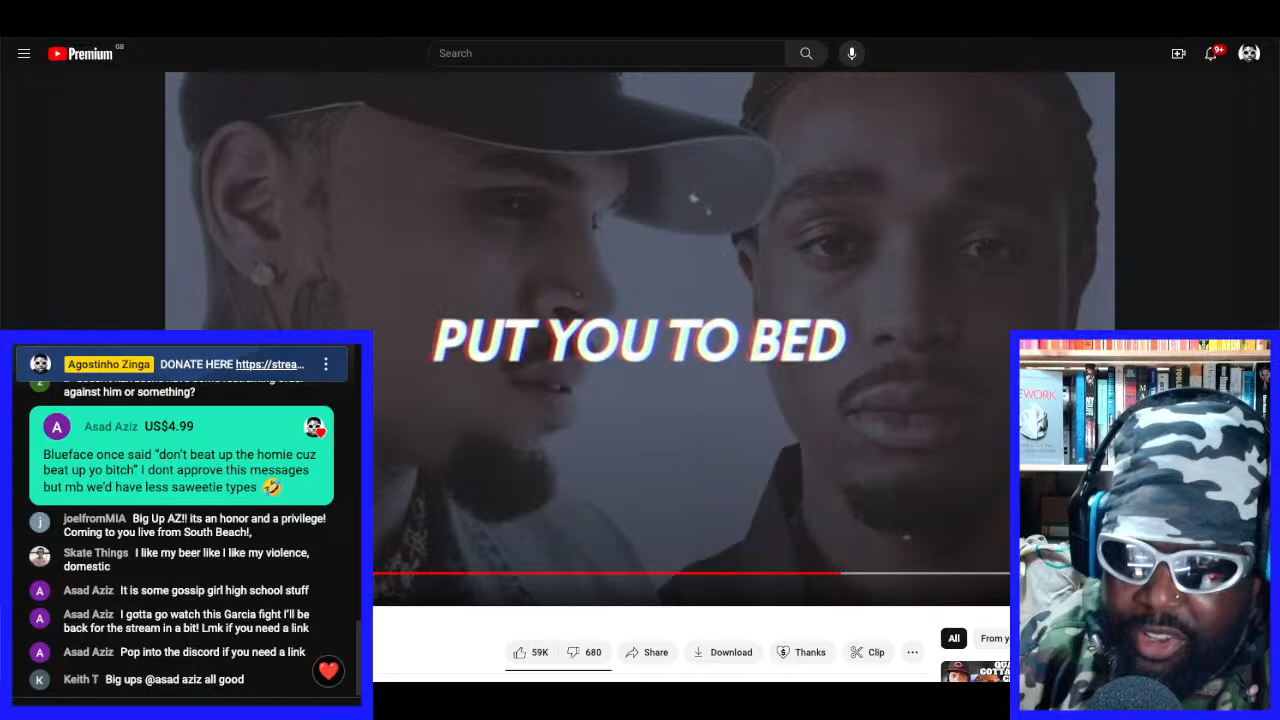 Premium GB
Search
9+
PUT YOU TO BED
Agostinho Zinga DONATE HERE https://strea...
against him or something?
A Asad Aziz US$4.99
Blueface once said “don’t beat up the homie cuz
beat up yo bitch” I dont approve this messages
but mb we’d have less saweetie types 🤣
j joelfromMIA Big Up AZ!! its an honor and a privilege!
Coming to you live from South Beach!,
Skate Things I like my beer like I like my violence,
domestic
A Asad Aziz It is some gossip girl high school stuff
A Asad Aziz I gotta go watch this Garcia fight I’ll be
back for the stream in a bit! Lmk if you need a link
A Asad Aziz Pop into the discord if you need a link
K Keith T Big ups @asad aziz all good
59K 680 Share Download Thanks Clip ...
All From yo
QUA
GOTTA
WORK